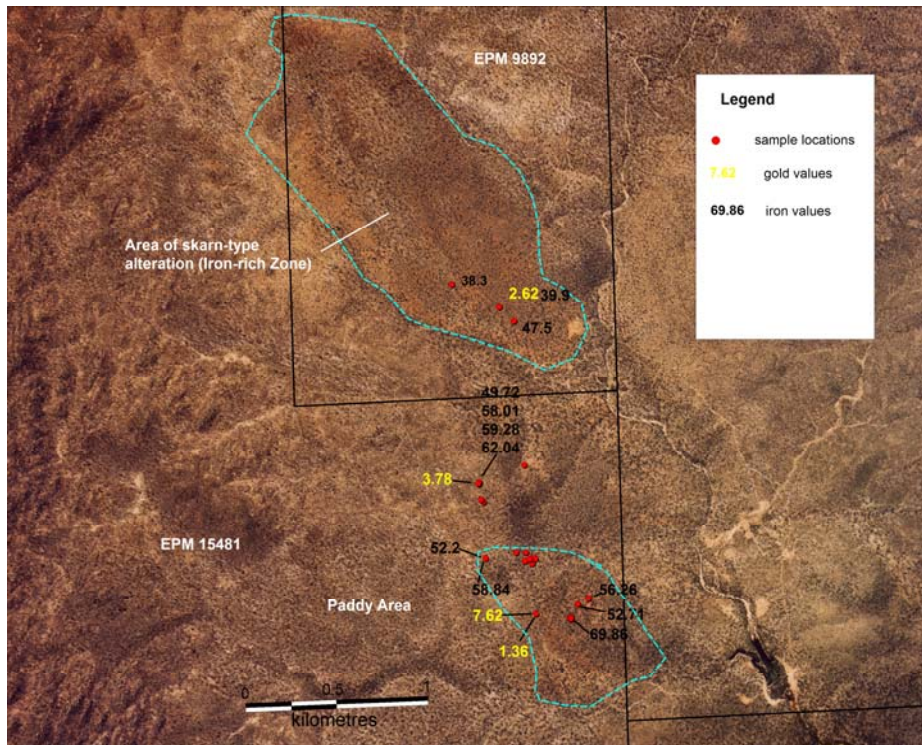 EPM 9892
Legend
sample locations
7.62 gold values
69.86 iron values
Area of skarn-type
alteration (Iron-rich Zone)
38.3
2.62 39.9
47.5
49.72
58.01
59.28
62.04
3.78
EPM 15481
52.2
58.84
56.26
Paddy Area
52.71
7.62
69.86
1.36
0 0.5 1
kilometres